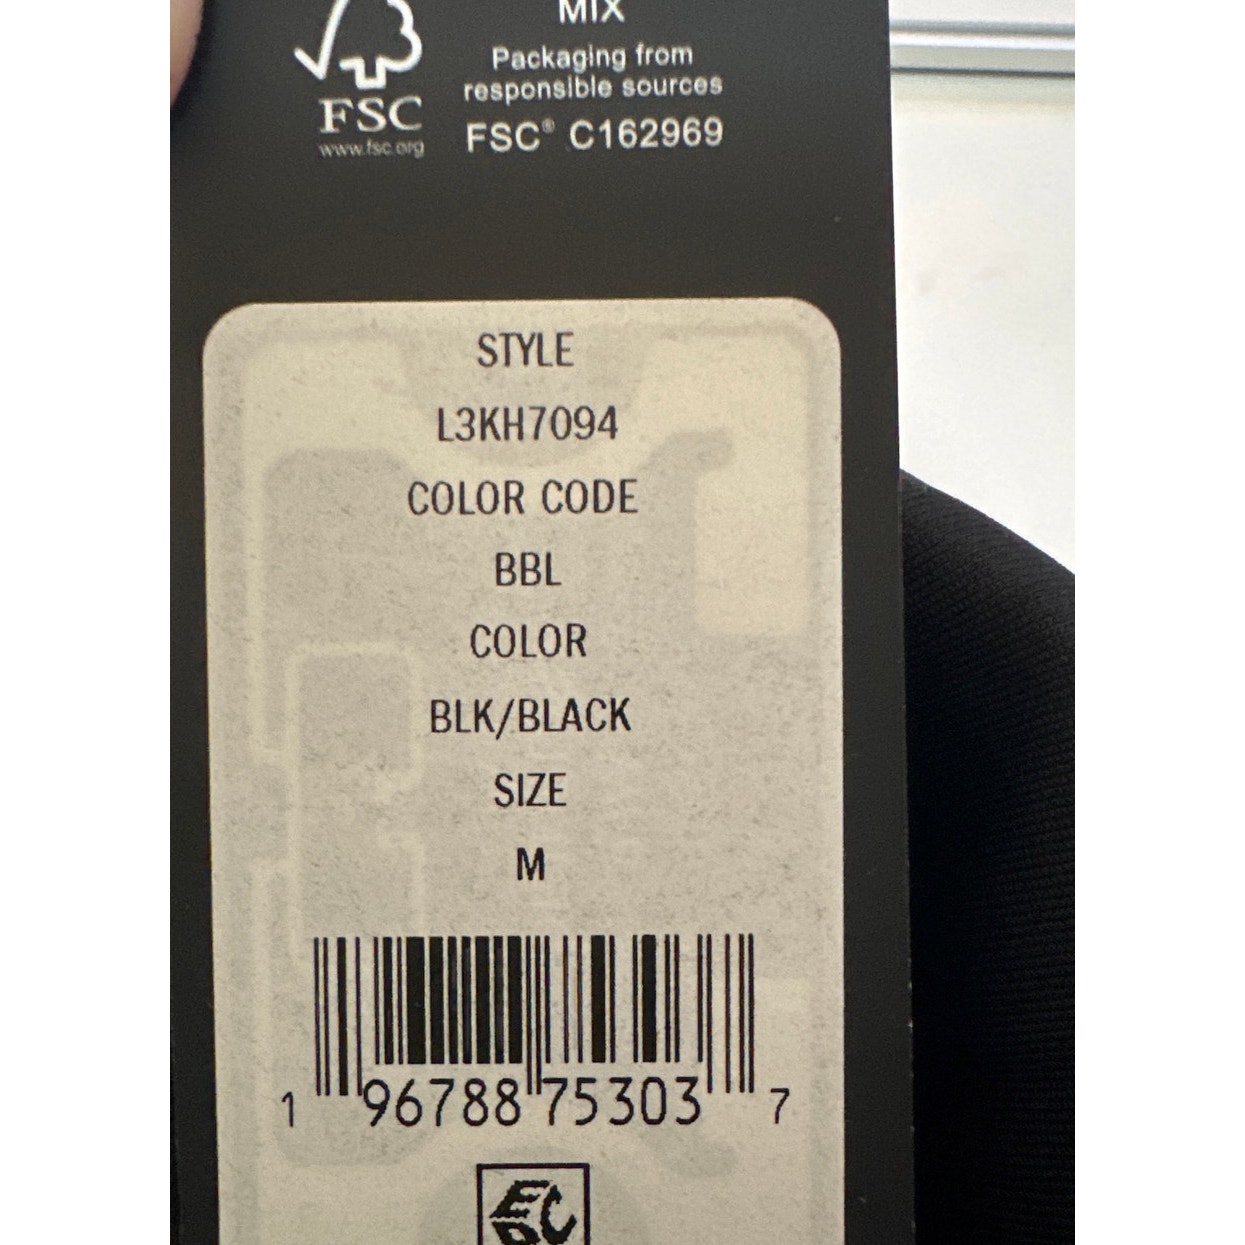 MIX
Packaging from
responsible sources
FSC
www.fsc.org
FSC® C162969
STYLE
L3KH7094
COLOR CODE
BBL
COLOR
BLK/BLACK
SIZE
M
1 96788 75303 7